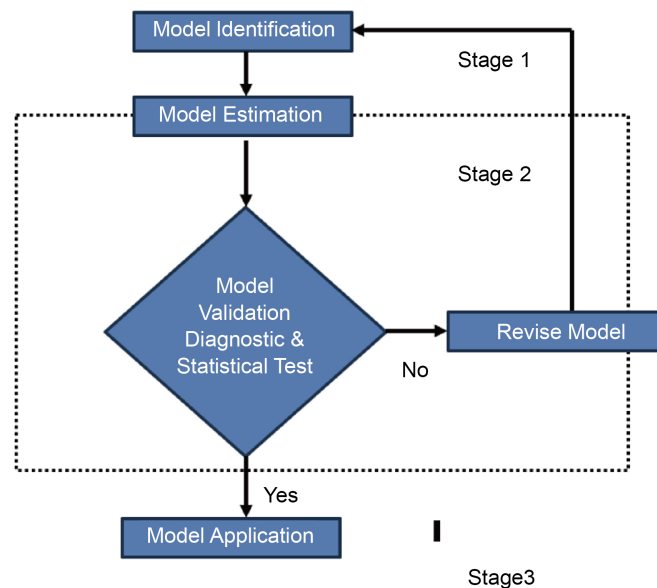 Model Identification
Stage 1
Model Estimation
Stage 2
Model
Validation
Diagnostic &
Statistical Test
Revise Model
No
Yes
Model Application
Stage3